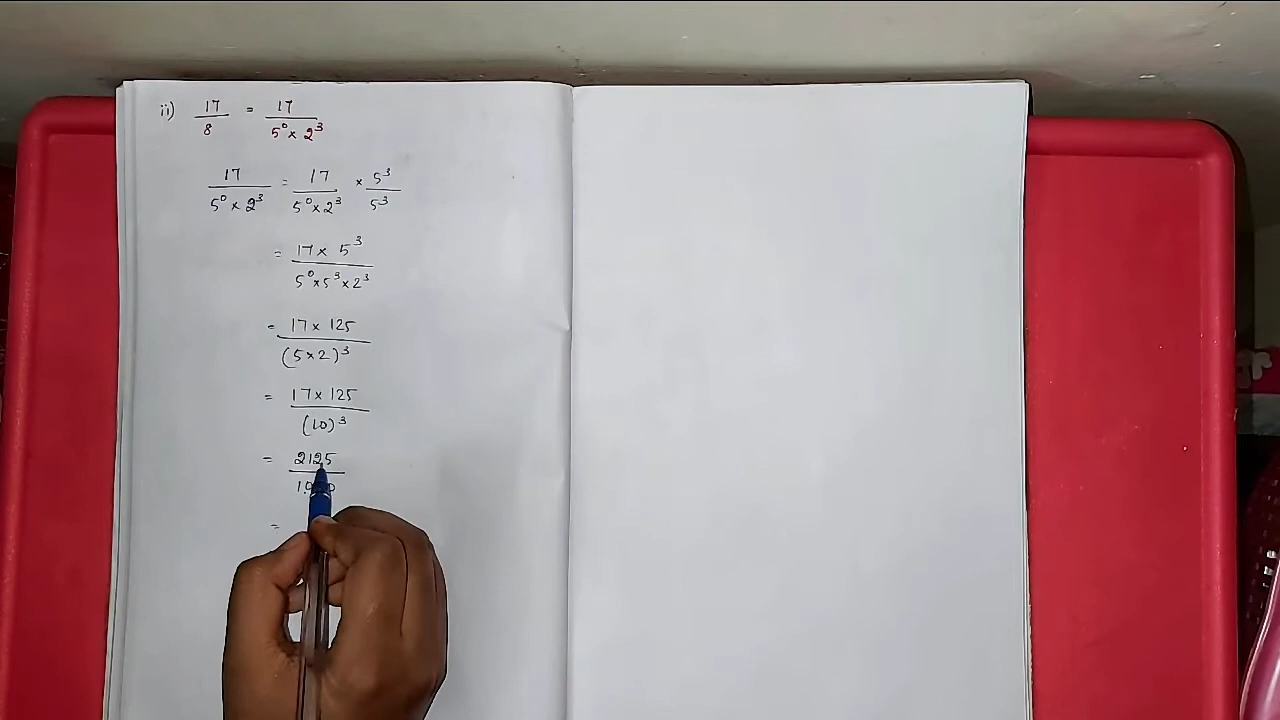 ii) 17/8 = 17/(5⁰ × 2³)
17/(5⁰ × 2³) = 17/(5⁰ × 2³) × 5³/5³
= (17 × 5³)/(5⁰ × 5³ × 2³)
= (17 × 125)/(5 × 2)³
= (17 × 125)/(10)³
= 2125/1000
=